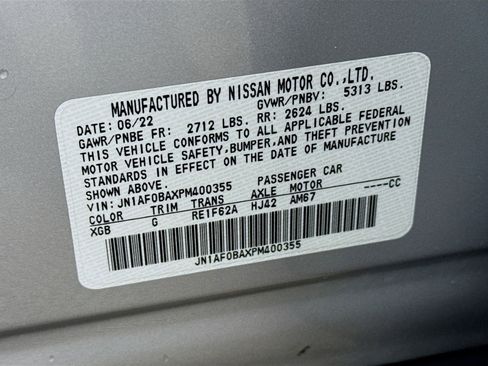 MANUFACTURED BY NISSAN MOTOR CO.,LTD.
DATE: 06/22 GVWR/PNBV: 5313 LBS.
GAWR/PNBE FR: 2712 LBS. RR: 2624 LBS.
THIS VEHICLE CONFORMS TO ALL APPLICABLE FEDERAL
MOTOR VEHICLE SAFETY,BUMPER,AND THEFT PREVENTION
STANDARDS IN EFFECT ON THE DATE OF MANUFACTURE
SHOWN ABOVE.
VIN: JN1AF0BAXPM400355 PASSENGER CAR
COLOR TRIM TRANS AXLE MOTOR ----CC
XGB G RE1F62A HJ42 AM67
JN1AF0BAXPM400355